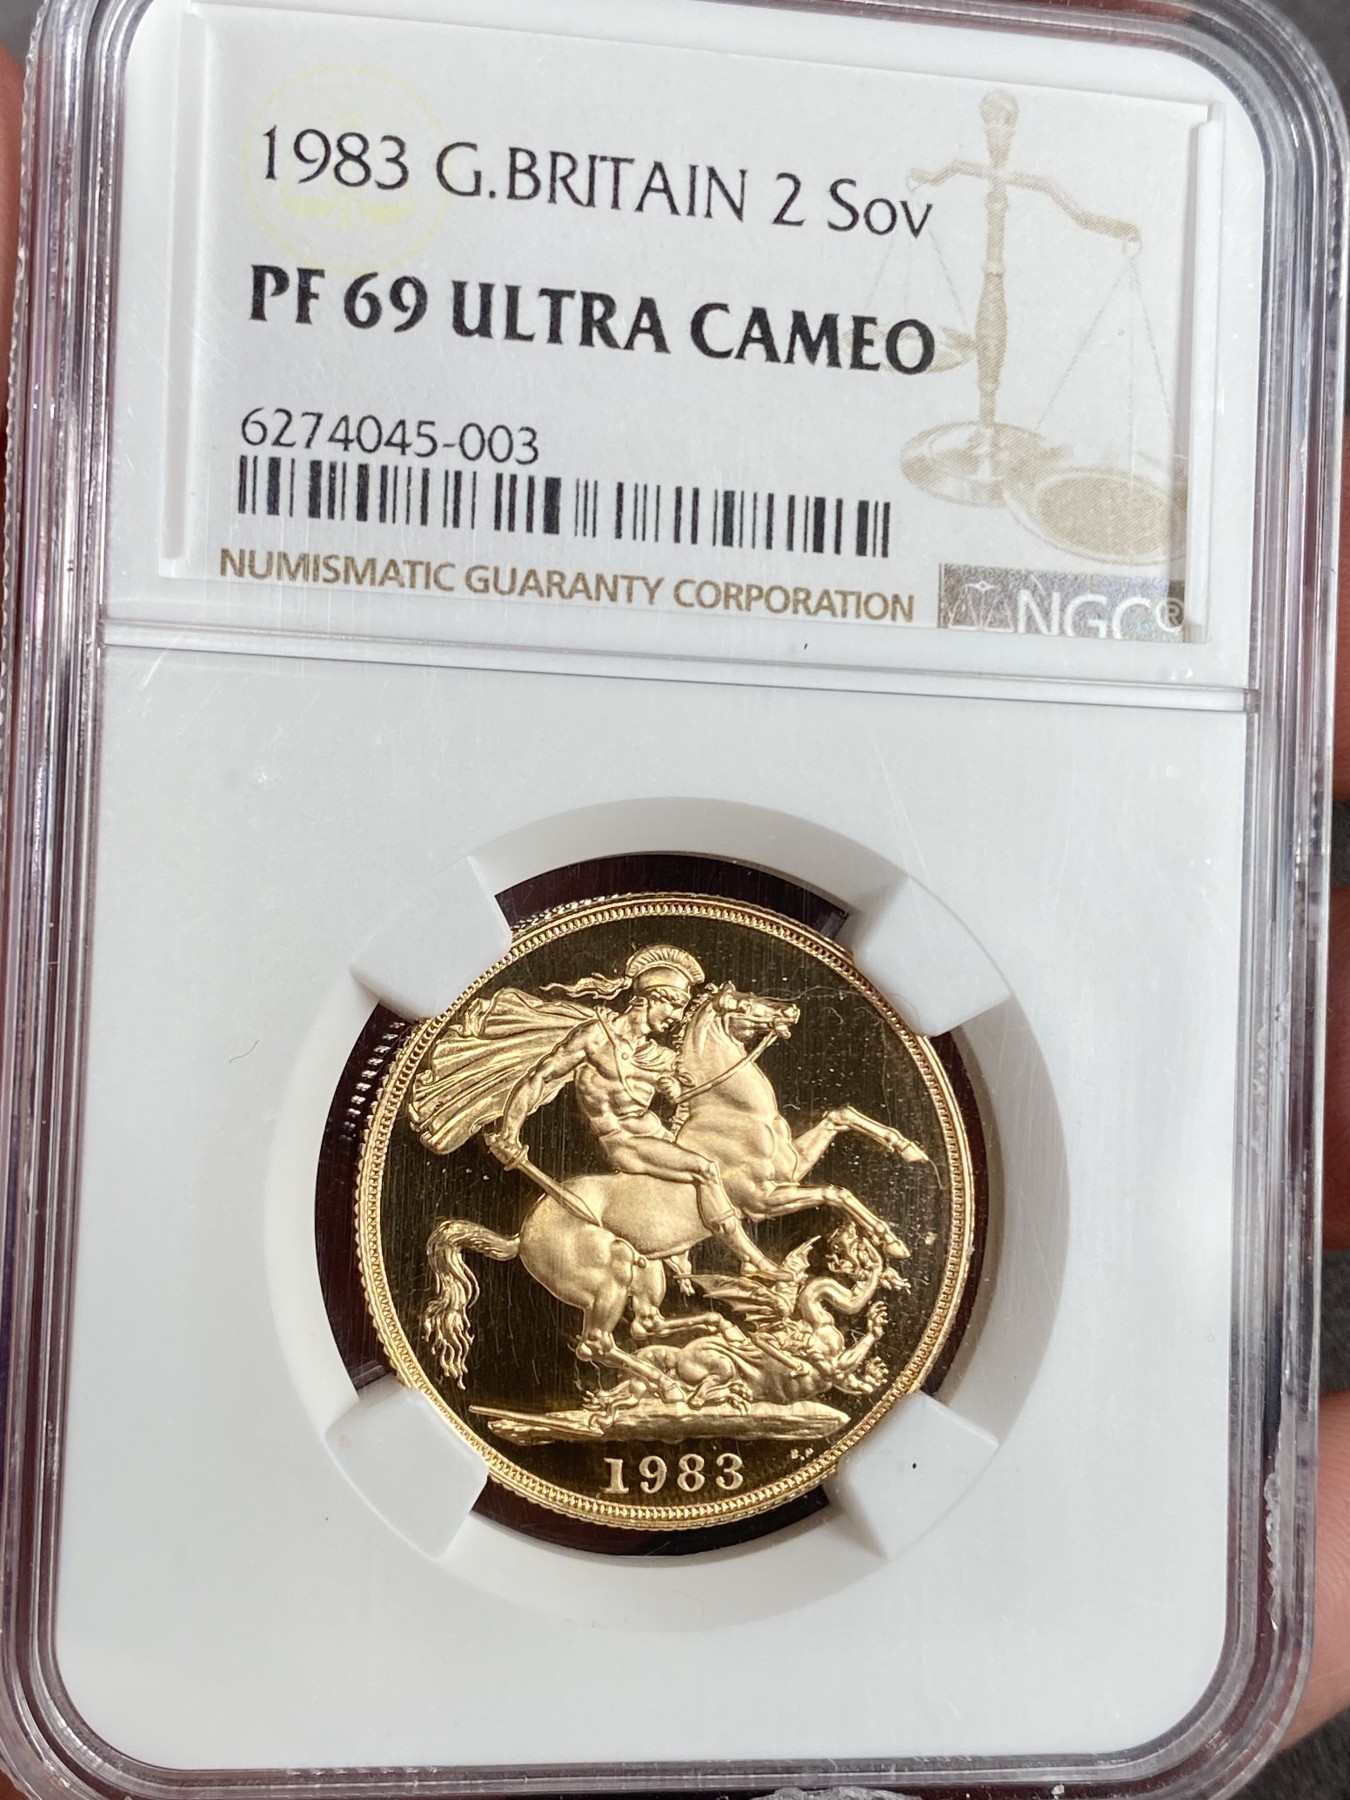 1983 G.BRITAIN 2 Sov
PF 69 ULTRA CAMEO
6274045-003
NUMISMATIC GUARANTY CORPORATION
NGC®
1983